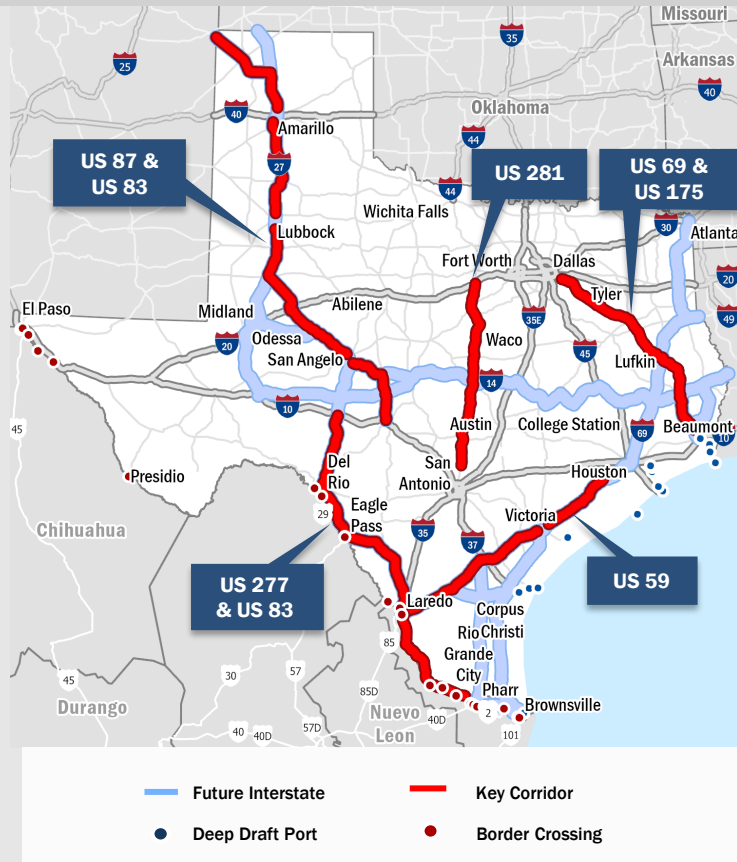 Missouri
35
25
Arkansas
40
Oklahoma
40
Amarillo
44
US 87 &
US 83
27
US 281
US 69 &
US 175
44
Wichita Falls
30
Atlanta
Lubbock
Fort Worth
Dallas
20
Tyler
Abilene
El Paso
Midland
35E
49
Waco
Odessa
20
45
San Angelo
Lufkin
14
10
Austin
College Station
69
Beaumont
10
45
San
Antonio
Houston
Del
Rio
Presidio
Eagle
Pass
29
Victoria
Chihuahua
35
37
US 277
& US 83
US 59
Laredo
Corpus
Christi
Rio
Grande
City
85
45
30
57
85D
Pharr
Brownsville
Durango
Nuevo
Leon
40D
2
40
40D
57D
101
Future Interstate
Key Corridor
Deep Draft Port
Border Crossing